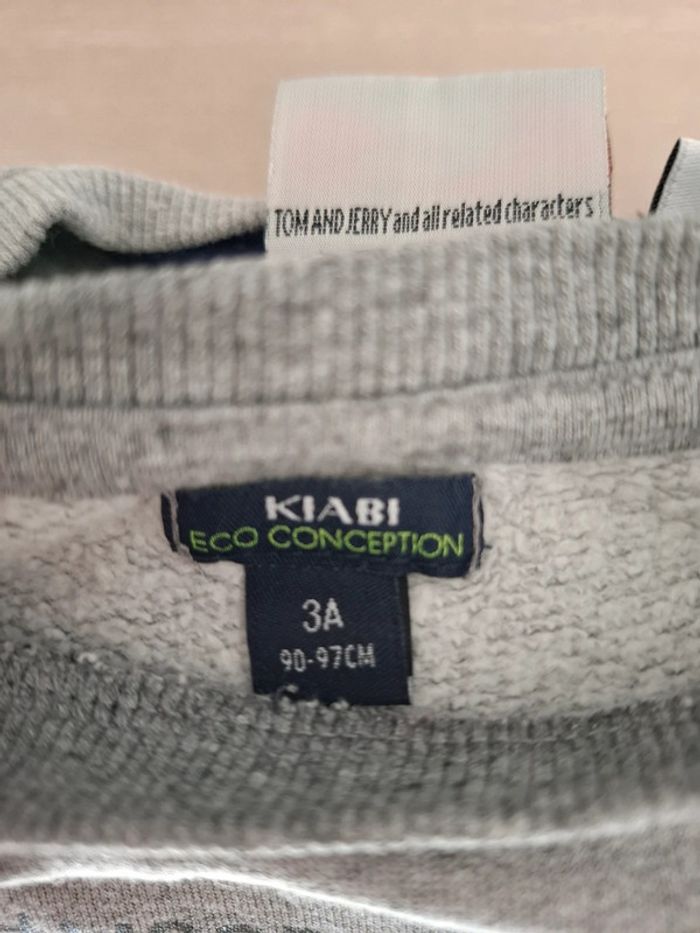 TOM AND JERRY and all related characters
KIABI
ECO CONCEPTION
3A
90-97CM